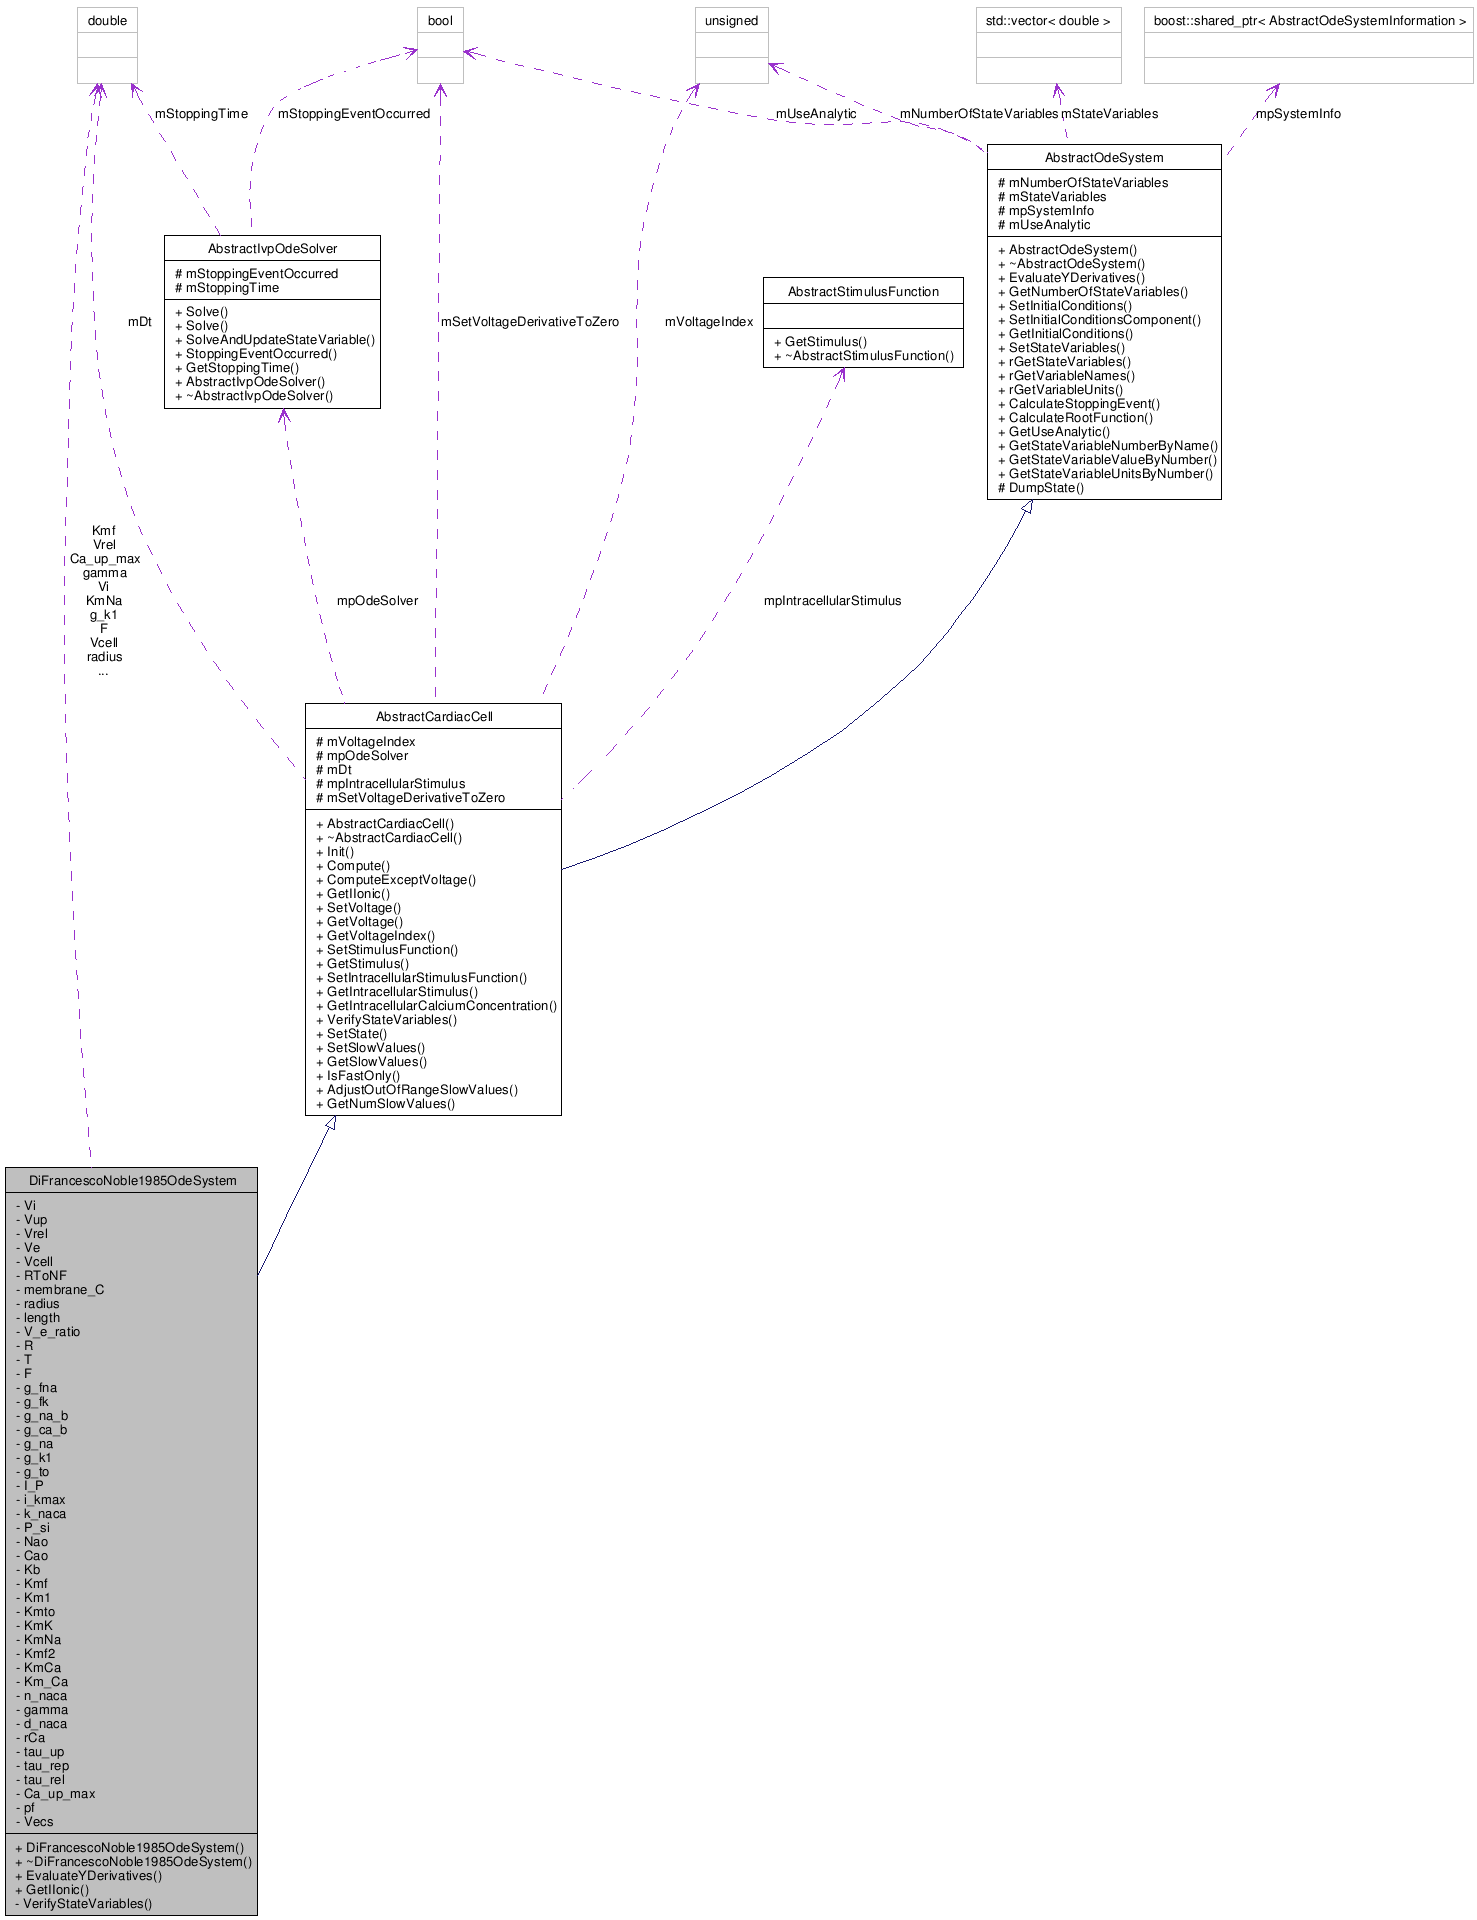 double
bool
unsigned
std::vector< double >
boost::shared_ptr< AbstractOdeSystemInformation >
mStoppingTime
mStoppingEventOccurred
mUseAnalytic
mNumberOfStateVariables
mStateVariables
mpSystemInfo
AbstractOdeSystem
# mNumberOfStateVariables
# mStateVariables
# mpSystemInfo
# mUseAnalytic
+ AbstractOdeSystem()
+ ~AbstractOdeSystem()
+ EvaluateYDerivatives()
+ GetNumberOfStateVariables()
+ SetInitialConditions()
+ SetInitialConditionsComponent()
+ GetInitialConditions()
+ SetStateVariables()
+ rGetStateVariables()
+ rGetVariableNames()
+ rGetVariableUnits()
+ CalculateStoppingEvent()
+ CalculateRootFunction()
+ GetUseAnalytic()
+ GetStateVariableNumberByName()
+ GetStateVariableValueByNumber()
+ GetStateVariableUnitsByNumber()
# DumpState()
AbstractIvpOdeSolver
# mStoppingEventOccurred
# mStoppingTime
+ Solve()
+ Solve()
+ SolveAndUpdateStateVariable()
+ StoppingEventOccurred()
+ GetStoppingTime()
+ AbstractIvpOdeSolver()
+ ~AbstractIvpOdeSolver()
AbstractStimulusFunction
+ GetStimulus()
+ ~AbstractStimulusFunction()
mDt
mSetVoltageDerivativeToZero
mVoltageIndex
Kmf
Vrel
Ca_up_max
gamma
Vi
KmNa
g_k1
F
Vcell
radius
...
mpOdeSolver
mpIntracellularStimulus
AbstractCardiacCell
# mVoltageIndex
# mpOdeSolver
# mDt
# mpIntracellularStimulus
# mSetVoltageDerivativeToZero
+ AbstractCardiacCell()
+ ~AbstractCardiacCell()
+ Init()
+ Compute()
+ ComputeExceptVoltage()
+ GetIIonic()
+ SetVoltage()
+ GetVoltage()
+ GetVoltageIndex()
+ SetStimulusFunction()
+ GetStimulus()
+ SetIntracellularStimulusFunction()
+ GetIntracellularStimulus()
+ GetIntracellularCalciumConcentration()
+ VerifyStateVariables()
+ SetState()
+ SetSlowValues()
+ GetSlowValues()
+ IsFastOnly()
+ AdjustOutOfRangeSlowValues()
+ GetNumSlowValues()
DiFrancescoNoble1985OdeSystem
- Vi
- Vup
- Vrel
- Ve
- Vcell
- RToNF
- membrane_C
- radius
- length
- V_e_ratio
- R
- T
- F
- g_fna
- g_fk
- g_na_b
- g_ca_b
- g_na
- g_k1
- g_to
- I_P
- i_kmax
- k_naca
- P_si
- Nao
- Cao
- Kb
- Kmf
- Km1
- Kmto
- KmK
- KmNa
- Kmf2
- KmCa
- Km_Ca
- n_naca
- gamma
- d_naca
- rCa
- tau_up
- tau_rep
- tau_rel
- Ca_up_max
- pf
- Vecs
+ DiFrancescoNoble1985OdeSystem()
+ ~DiFrancescoNoble1985OdeSystem()
+ EvaluateYDerivatives()
+ GetIIonic()
- VerifyStateVariables()